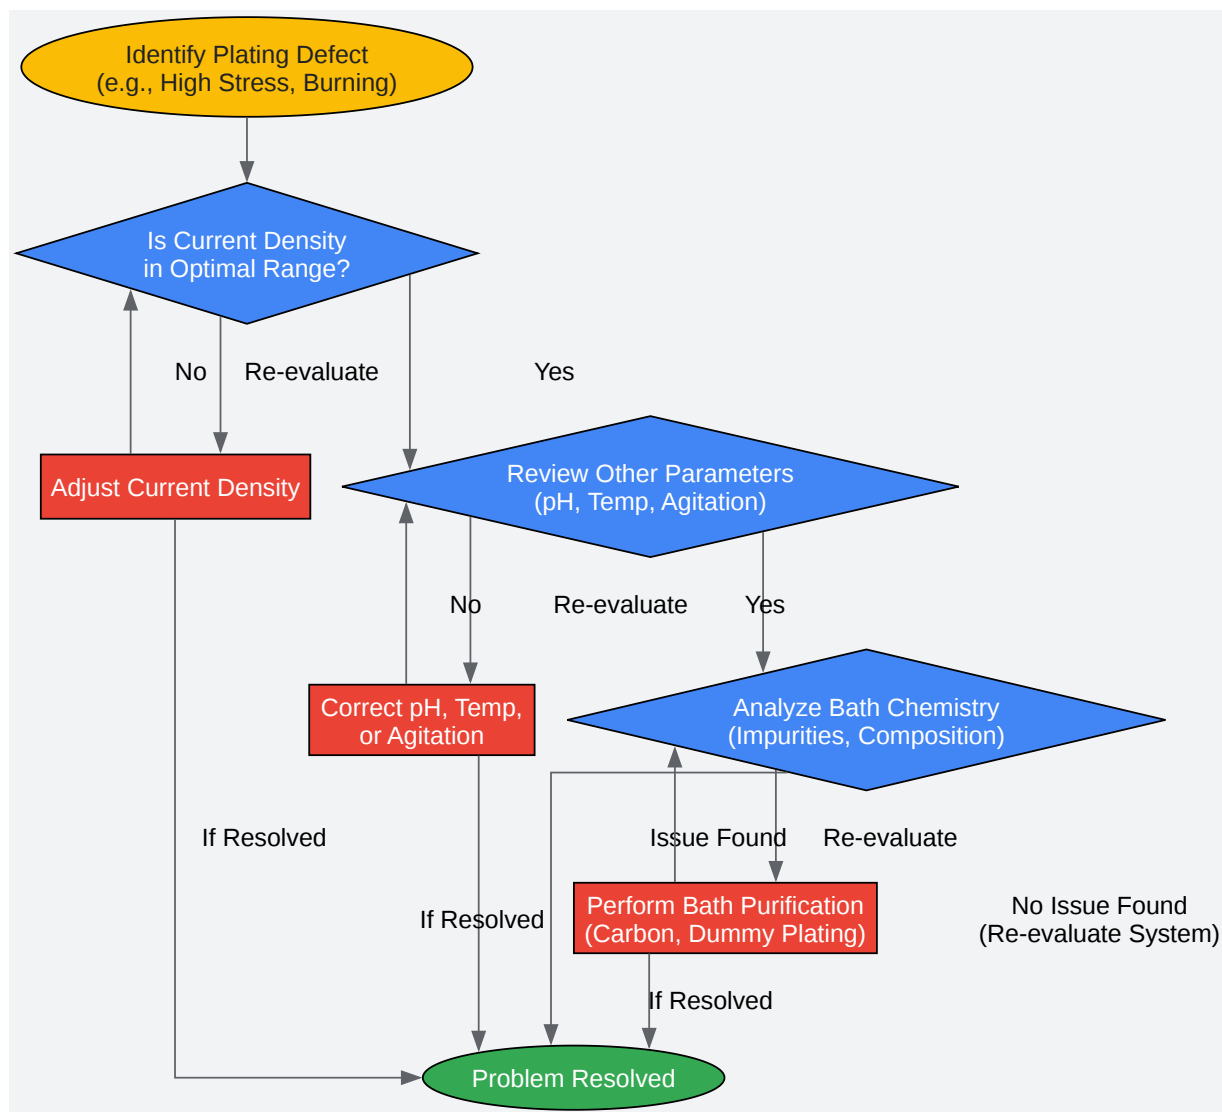 Identify Plating Defect
(e.g., High Stress, Burning)
Is Current Density
in Optimal Range?
No
Re-evaluate
Yes
Adjust Current Density
Review Other Parameters
(pH, Temp, Agitation)
No
Re-evaluate
Yes
Correct pH, Temp,
or Agitation
Analyze Bath Chemistry
(Impurities, Composition)
If Resolved
Issue Found
Re-evaluate
If Resolved
Perform Bath Purification
(Carbon, Dummy Plating)
No Issue Found
(Re-evaluate System)
If Resolved
Problem Resolved